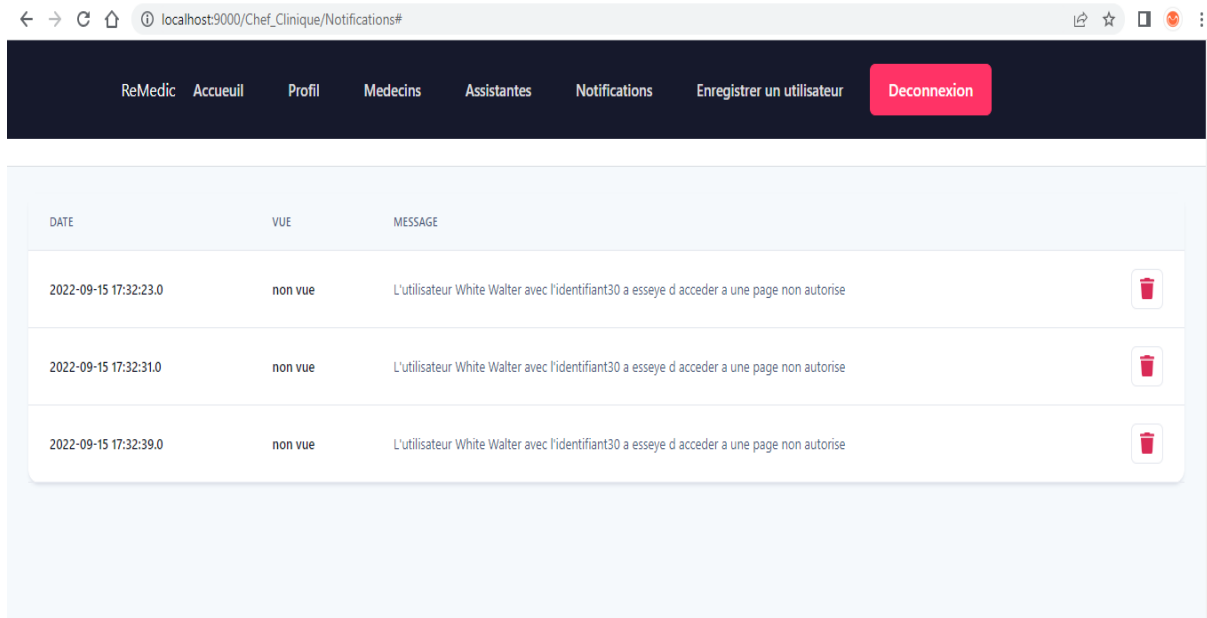 localhost:9000/Chef_Clinique/Notifications#
ReMedic Accueuil Profil Medecins Assistantes Notifications Enregistrer un utilisateur Deconnexion
DATE VUE MESSAGE
2022-09-15 17:32:23.0 non vue L'utilisateur White Walter avec l'identifiant30 a esseye d acceder a une page non autorise
2022-09-15 17:32:31.0 non vue L'utilisateur White Walter avec l'identifiant30 a esseye d acceder a une page non autorise
2022-09-15 17:32:39.0 non vue L'utilisateur White Walter avec l'identifiant30 a esseye d acceder a une page non autorise